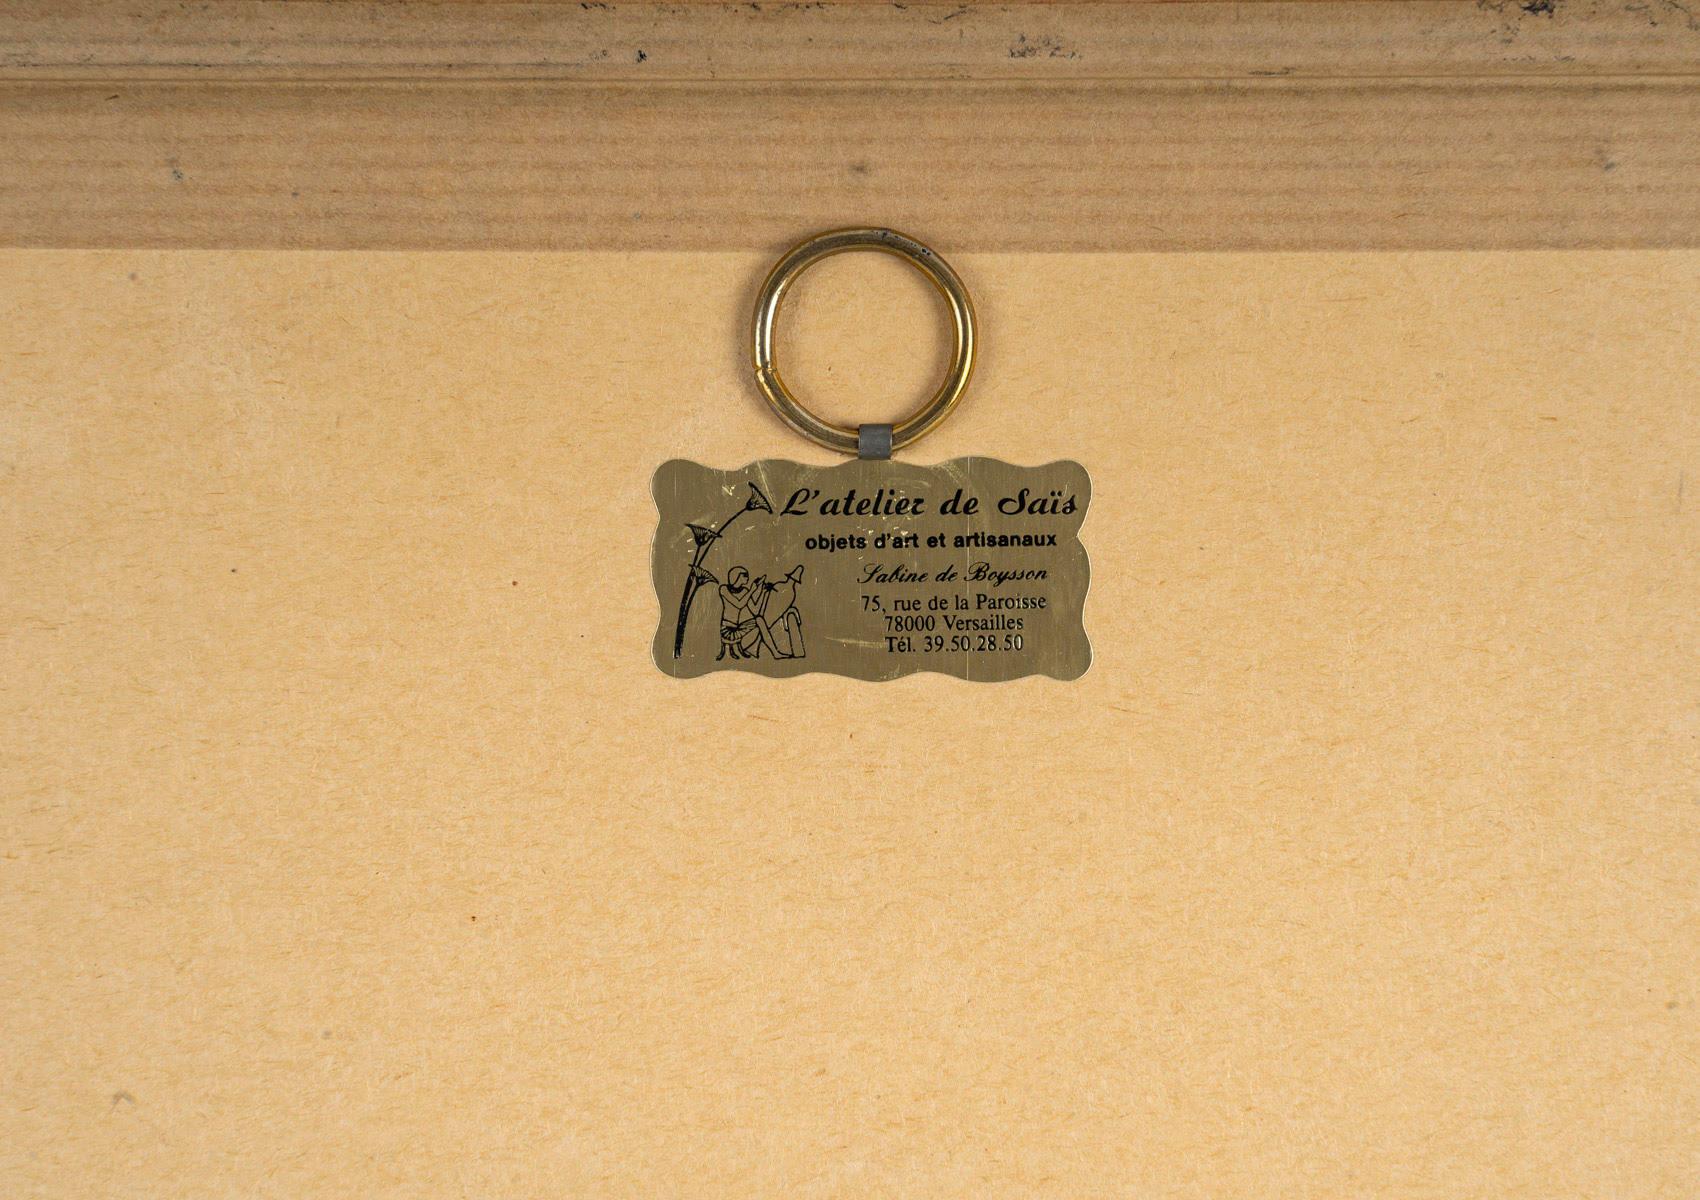 L'atelier de Saïs
objets d'art et artisanaux
Sabine de Boysson
75, rue de la Paroisse
78000 Versailles
Tél. 39.50.28.50